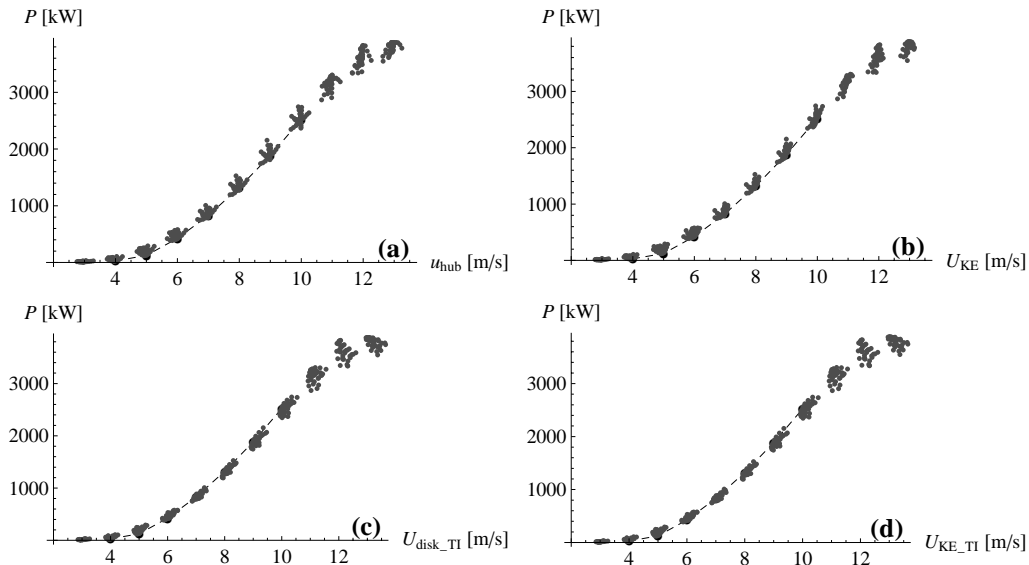 P [kW]
3000
2000
1000
4 6 8 10 12
u_hub [m/s]
(a)
P [kW]
3000
2000
1000
4 6 8 10 12
U_KE [m/s]
(b)
P [kW]
3000
2000
1000
4 6 8 10 12
U_disk_TI [m/s]
(c)
P [kW]
3000
2000
1000
4 6 8 10 12
U_KE_TI [m/s]
(d)